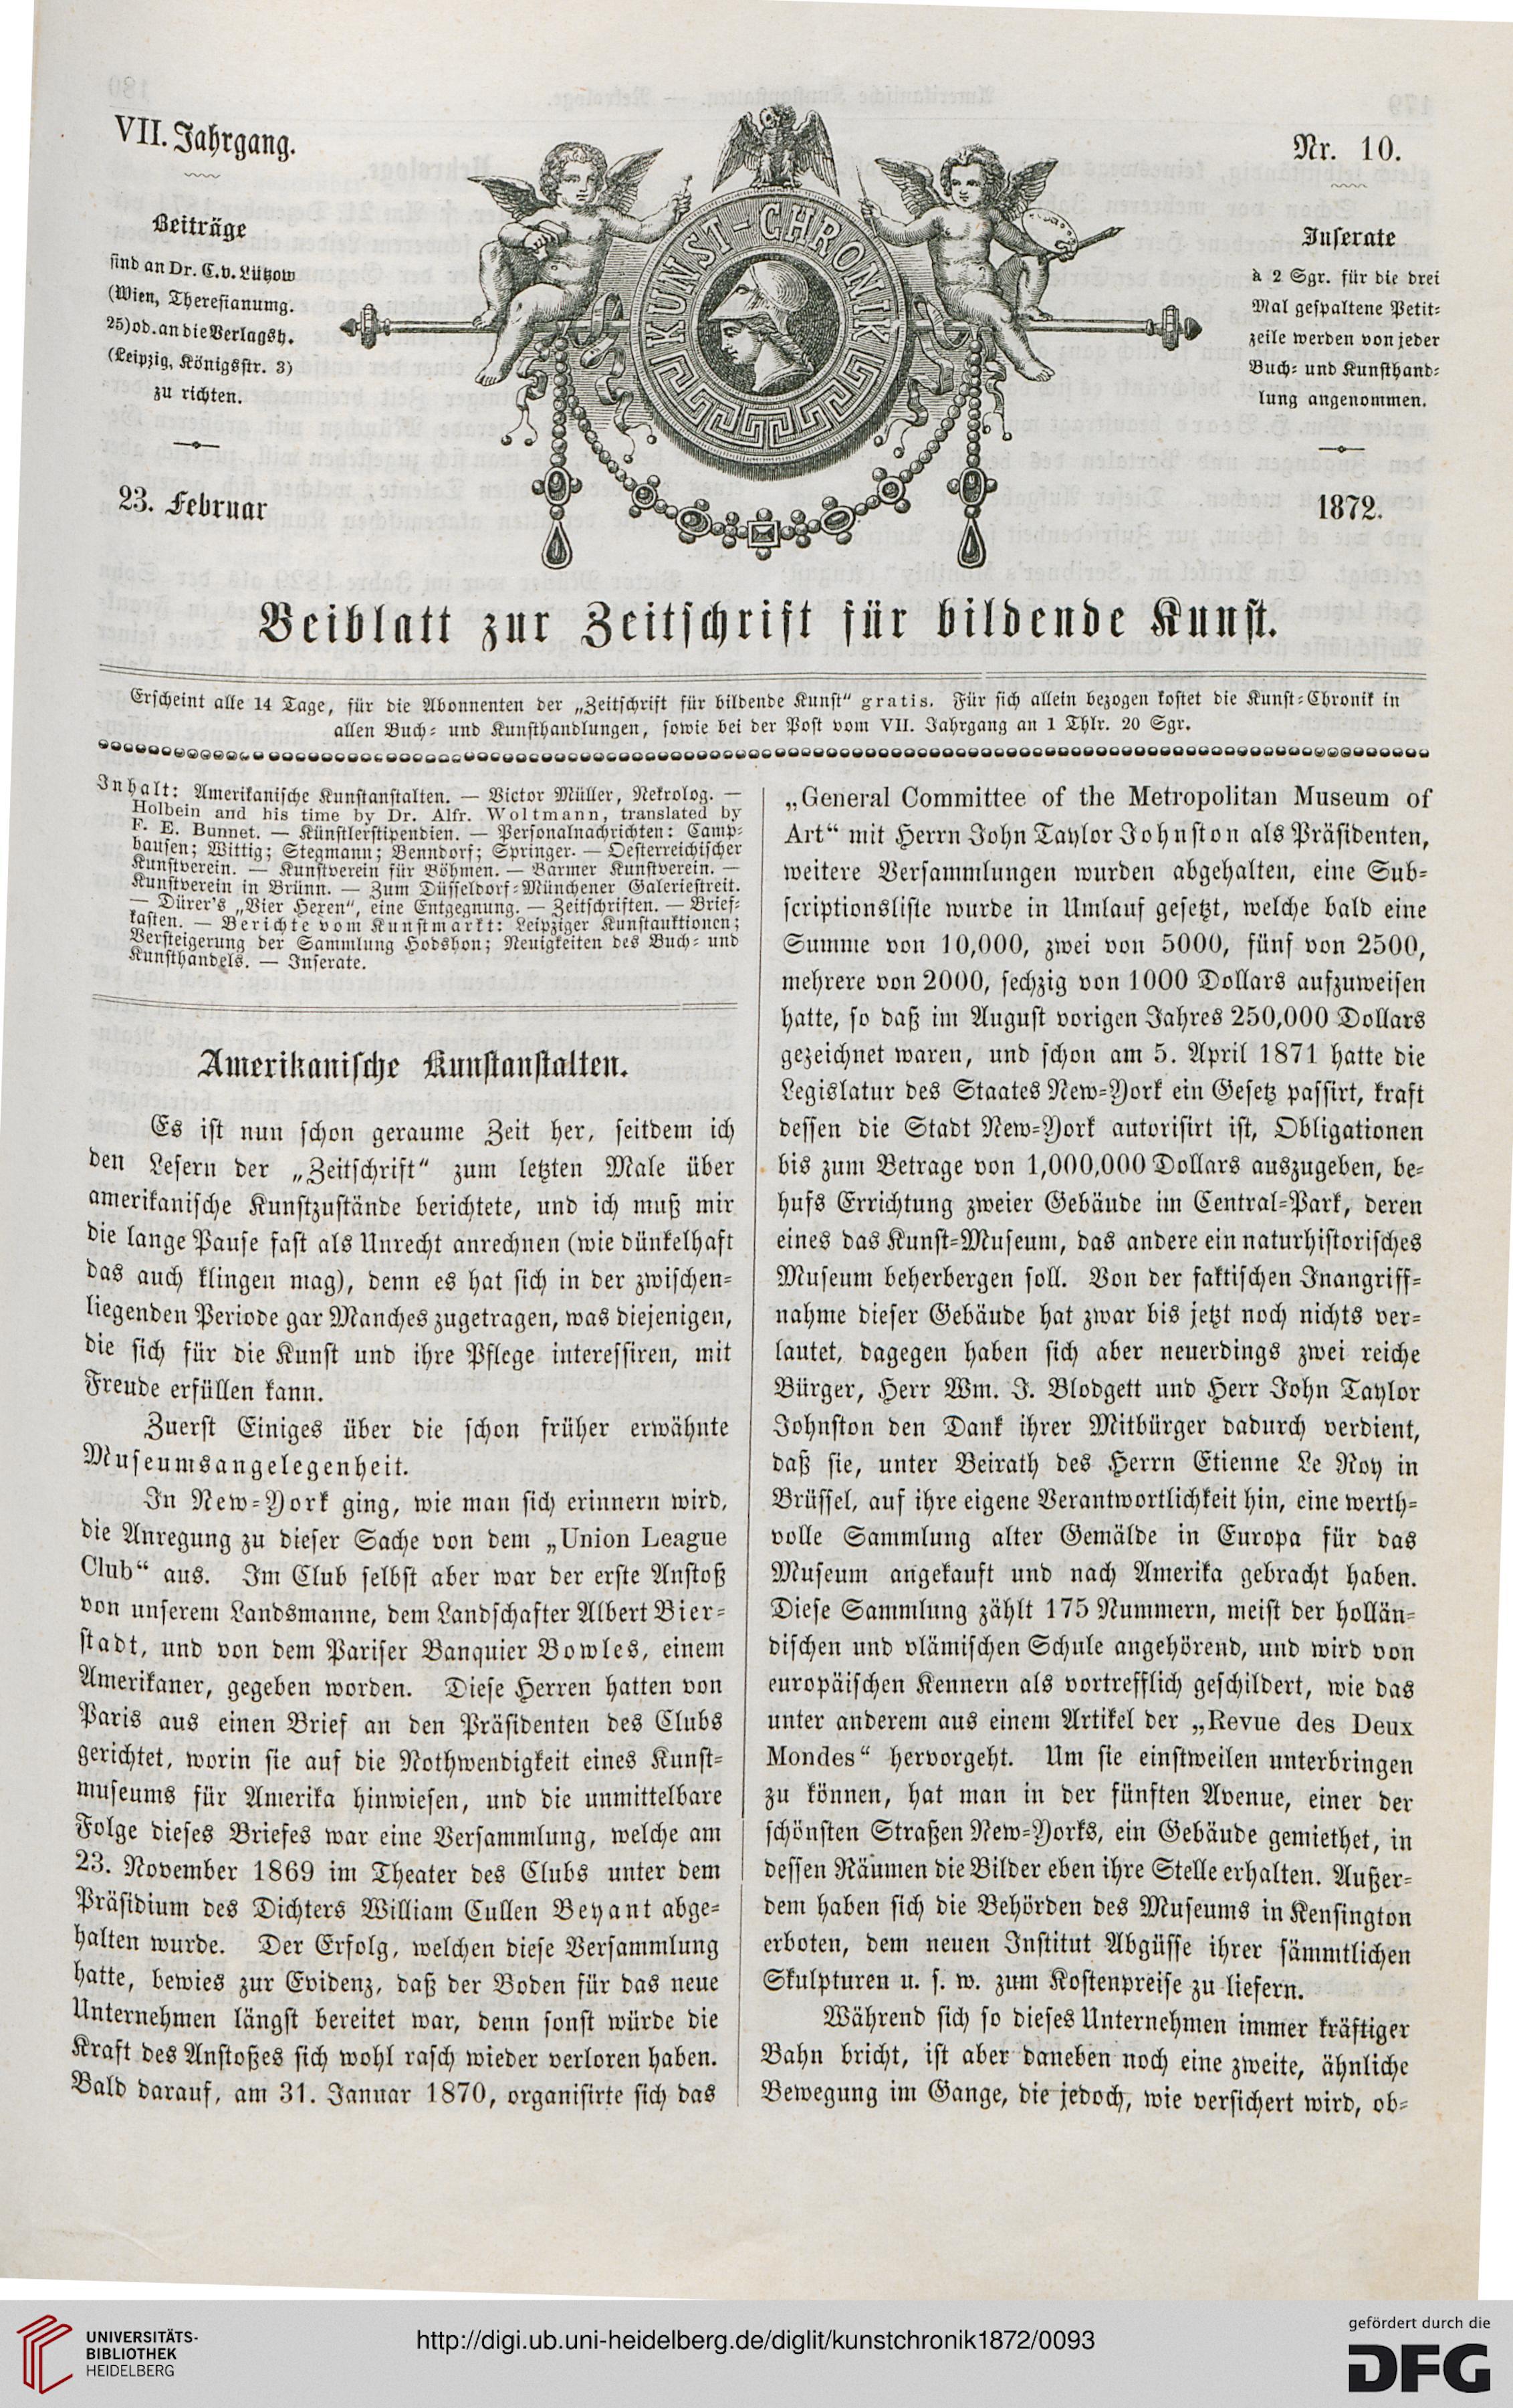 VII. Jahrgang.
Beiträge
sind an Dr. C. v. Lützow
(Wien, Theresianumg.
25) od. an die Verlagsh.
(Leipzig, Königsstr. 3)
zu richten.
23. Februar
KUNST-CHRONIK
Nr. 10.
Inserate
à 2 Sgr. für die drei
Mal gespaltene Petit-
zeile werden von jeder
Buch- und Kunsthand-
lung angenommen.
1872.
Beiblatt zur Zeitschrift für bildende Kunst.
Erscheint alle 14 Tage, für die Abonnenten der „Zeitschrift für bildende Kunst“ gratis. Für sich allein bezogen kostet die Kunst-Chronik in
allen Buch- und Kunsthandlungen, sowie bei der Post vom VII. Jahrgang an 1 Thlr. 20 Sgr.
Inhalt: Amerikanische Kunstanstalten. — Victor Müller, Nekrolog. —
Holbein and his time by Dr. Alfr. Woltmann, translated by
F. E. Bunnet. — Künstlerstipendien. — Personalnachrichten: Camp-
hausen; Wittig; Stegmann; Benndorf; Springer. — Oesterreichischer
Kunstverein. — Kunstverein für Böhmen. — Barmer Kunstverein. —
Kunstverein in Brünn. — Zum Düsseldorf-Münchener Galeriestreit.
— Dürer's „Vier Hexen“, eine Entgegnung. — Zeitschriften. — Brief-
kasten. — Berichte vom Kunstmarkt: Leipziger Kunstauktionen;
Versteigerung der Sammlung Hodshon; Neuigkeiten des Buch- und
Kunsthandels. — Inserate.
Amerikanische Kunstanstalten.
Es ist nun schon geraume Zeit her, seitdem ich
den Lesern der „Zeitschrift“ zum letzten Male über
amerikanische Kunstzustände berichtete, und ich muß mir
die lange Pause fast als Unrecht anrechnen (wie dünkelhaft
das auch klingen mag), denn es hat sich in der zwischen-
liegenden Periode gar Manches zugetragen, was diejenigen,
die sich für die Kunst und ihre Pflege interessiren, mit
Freude erfüllen kann.
Zuerst Einiges über die schon früher erwähnte
Museumsangelegenheit.
In New-York ging, wie man sich erinnern wird,
die Anregung zu dieser Sache von dem „Union League
Club“ aus. Im Club selbst aber war der erste Anstoß
von unserem Landsmanne, dem Landschafter Albert Bier-
stadt, und von dem Pariser Banquier Bowles, einem
Amerikaner, gegeben worden. Diese Herren hatten von
Paris aus einen Brief an den Präsidenten des Clubs
gerichtet, worin sie auf die Nothwendigkeit eines Kunst-
museums für Amerika hinwiesen, und die unmittelbare
Folge dieses Briefes war eine Versammlung, welche am
23. November 1869 im Theater des Clubs unter dem
Präsidium des Dichters William Cullen Beyant abge-
halten wurde. Der Erfolg, welchen diese Versammlung
hatte, bewies zur Evidenz, daß der Boden für das neue
Unternehmen längst bereitet war, denn sonst würde die
Kraft des Anstoßes sich wohl rasch wieder verloren haben.
Bald darauf, am 31. Januar 1870, organisirte sich das
„General Committee of the Metropolitan Museum of
Art“ mit Herrn John Taylor Johnston als Präsidenten,
weitere Versammlungen wurden abgehalten, eine Sub-
scriptionsliste wurde in Umlauf gesetzt, welche bald eine
Summe von 10,000, zwei von 5000, fünf von 2500,
mehrere von 2000, sechzig von 1000 Dollars aufzuweisen
hatte, so daß im August vorigen Jahres 250,000 Dollars
gezeichnet waren, und schon am 5. April 1871 hatte die
Legislatur des Staates New-York ein Gesetz passirt, kraft
dessen die Stadt New-York autorisirt ist, Obligationen
bis zum Betrage von 1,000,000 Dollars auszugeben, be-
hufs Errichtung zweier Gebäude im Central-Park, deren
eines das Kunst-Museum, das andere ein naturhistorisches
Museum beherbergen soll. Von der faktischen Inangriff-
nahme dieser Gebäude hat zwar bis jetzt noch nichts ver-
lautet, dagegen haben sich aber neuerdings zwei reiche
Bürger, Herr Wm. J. Blodgett und Herr John Taylor
Johnston den Dank ihrer Mitbürger dadurch verdient,
daß sie, unter Beirath des Herrn Etienne Le Roy in
Brüssel, auf ihre eigene Verantwortlichkeit hin, eine werth-
volle Sammlung alter Gemälde in Europa für das
Museum angekauft und nach Amerika gebracht haben.
Diese Sammlung zählt 175 Nummern, meist der hollän-
dischen und vlämischen Schule angehörend, und wird von
europäischen Kennern als vortrefflich geschildert, wie das
unter anderem aus einem Artikel der „Revue des Deux
Mondes“ hervorgeht. Um sie einstweilen unterbringen
zu können, hat man in der fünften Avenue, einer der
schönsten Straßen New-Yorks, ein Gebäude gemiethet, in
dessen Räumen die Bilder eben ihre Stelle erhalten. Außer-
dem haben sich die Behörden des Museums in Kensington
erboten, dem neuen Institut Abgüsse ihrer sämmtlichen
Skulpturen u. s. w. zum Kostenpreise zu liefern.
Während sich so dieses Unternehmen immer kräftiger
Bahn bricht, ist aber daneben noch eine zweite, ähnliche
Bewegung im Gange, die jedoch, wie versichert wird, ob-
UNIVERSITÄTS-
BIBLIOTHEK
HEIDELBERG
http://digi.ub.uni-heidelberg.de/diglit/kunstchronik1872/0093
gefördert durch die
DFG